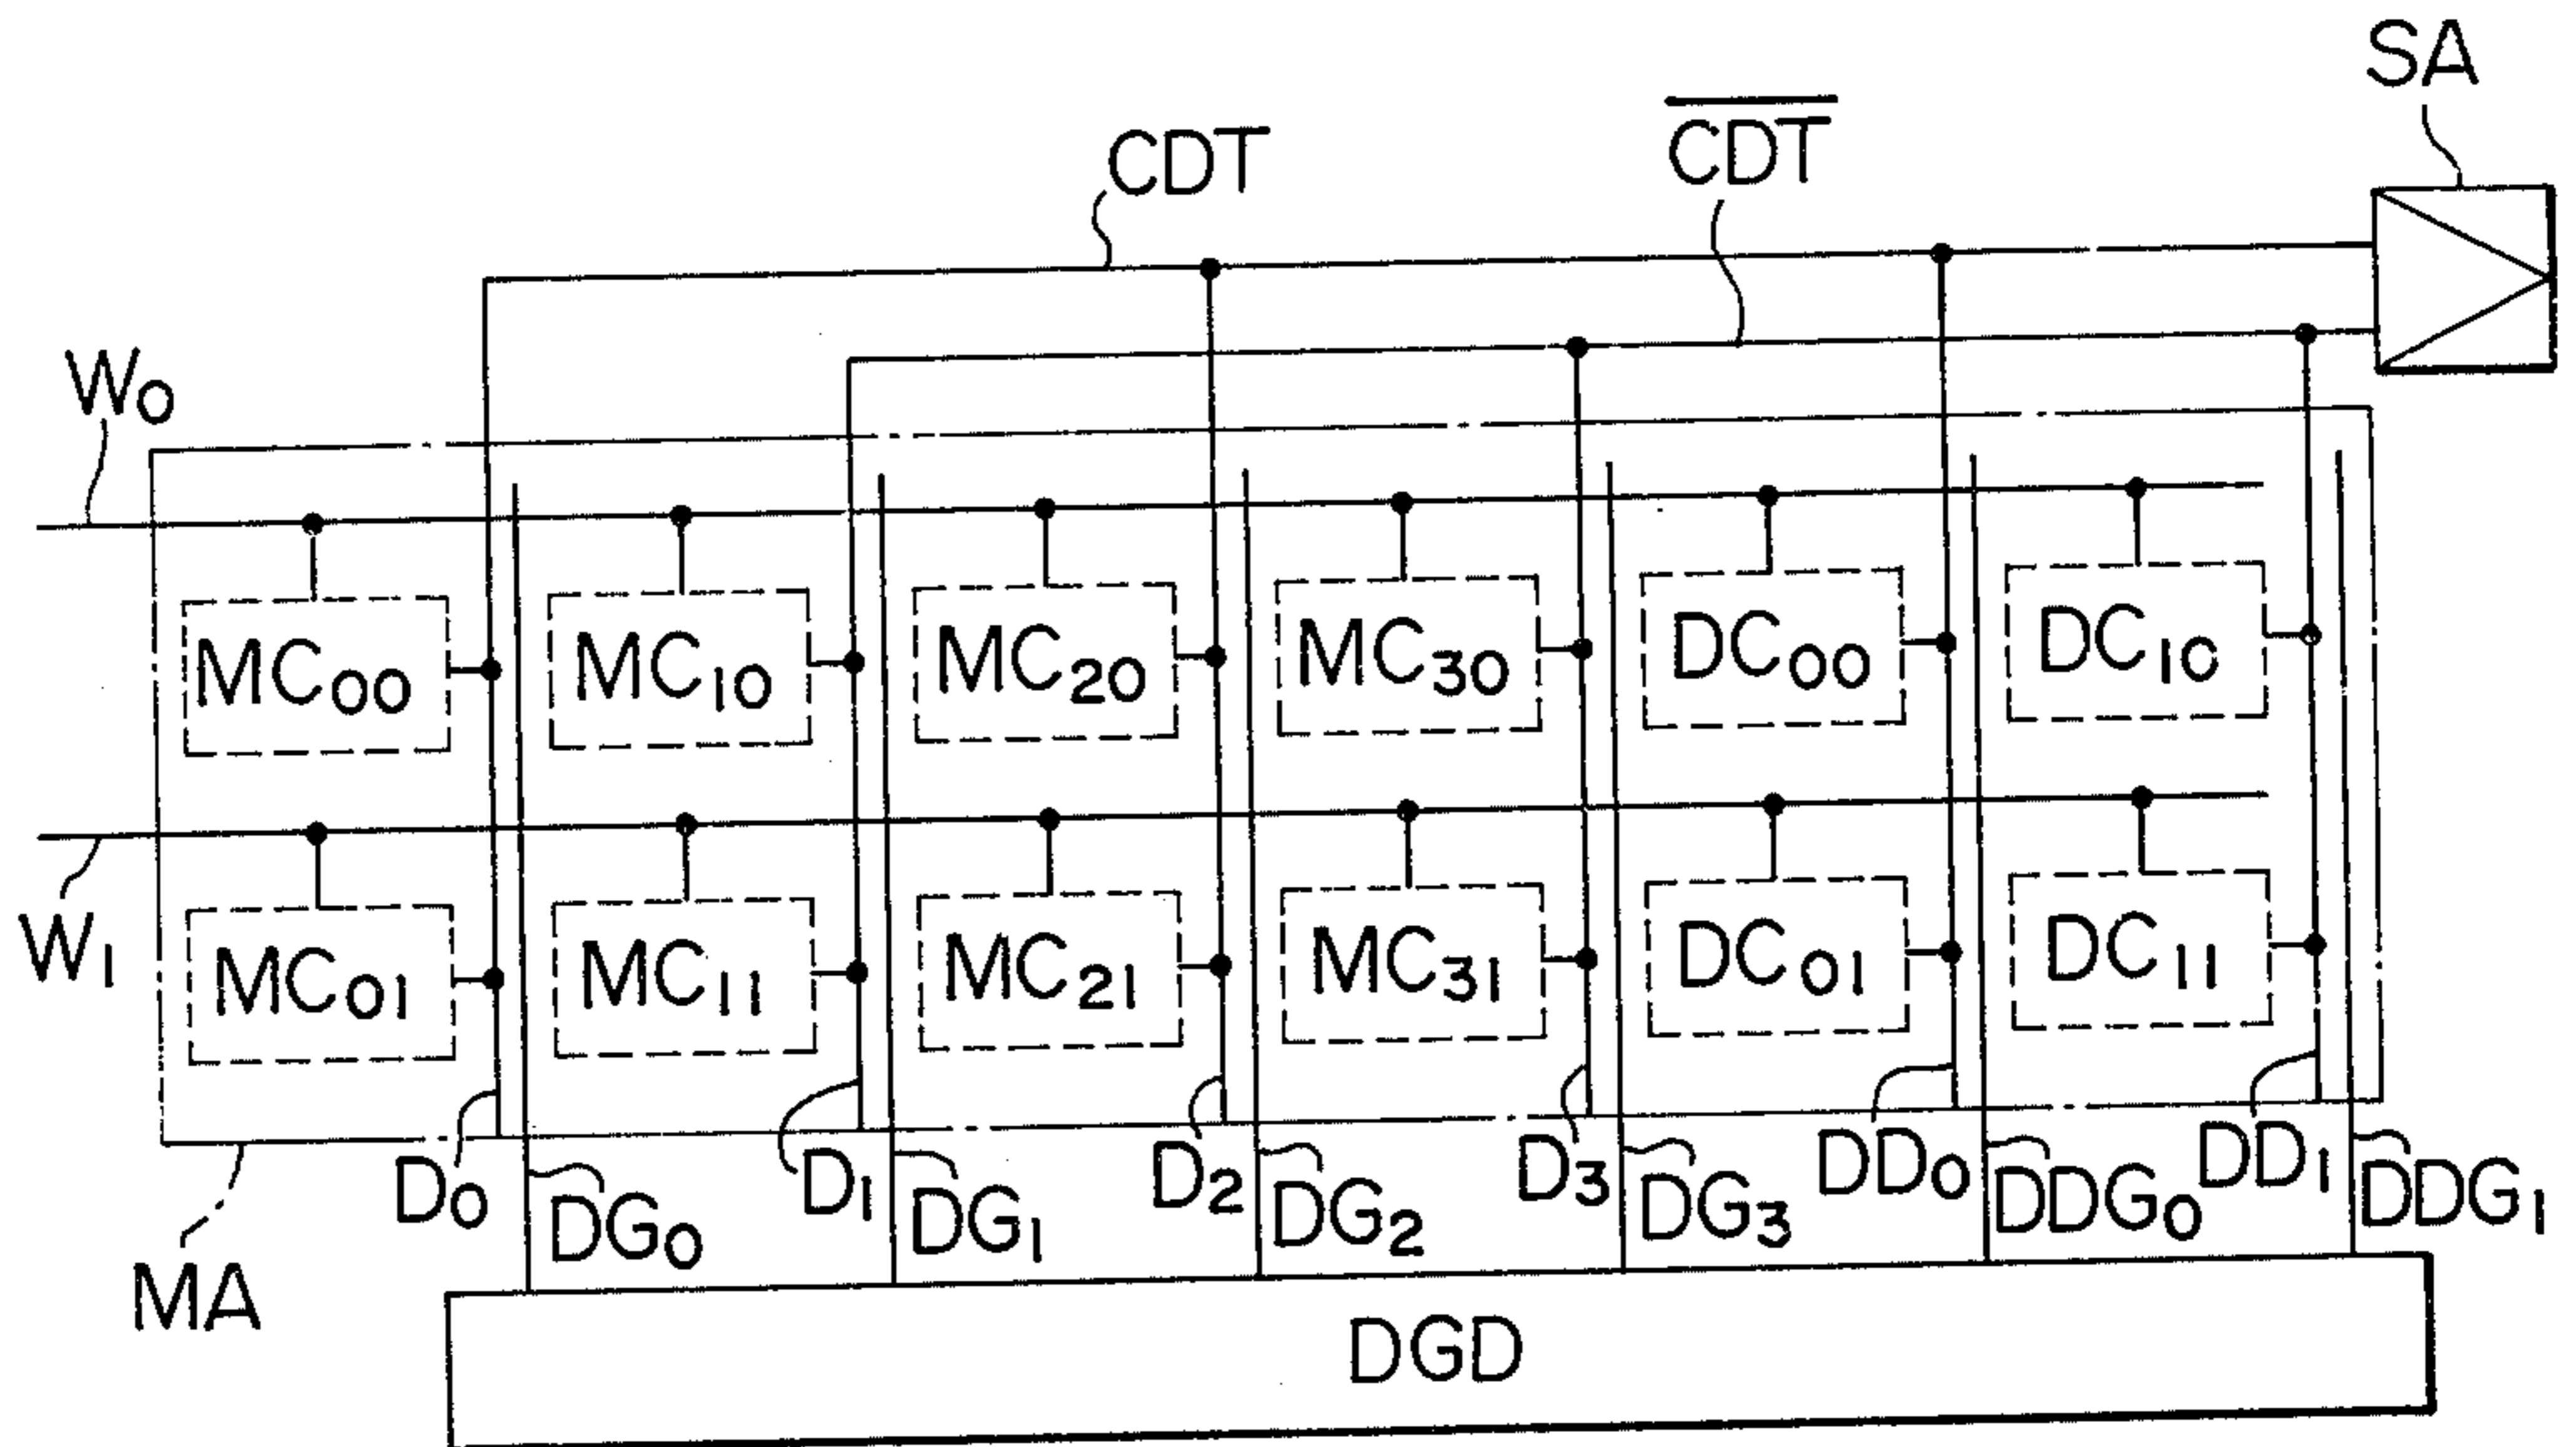 SA
CDT
C̅D̅T̅
W₀
MC₀₀ MC₁₀ MC₂₀ MC₃₀ DC₀₀ DC₁₀
W₁
MC₀₁ MC₁₁ MC₂₁ MC₃₁ DC₀₁ DC₁₁
D₀ DG₀ D₁ DG₁ D₂ DG₂ D₃ DG₃ DD₀ DDG₀ DD₁ DDG₁
MA
DGD